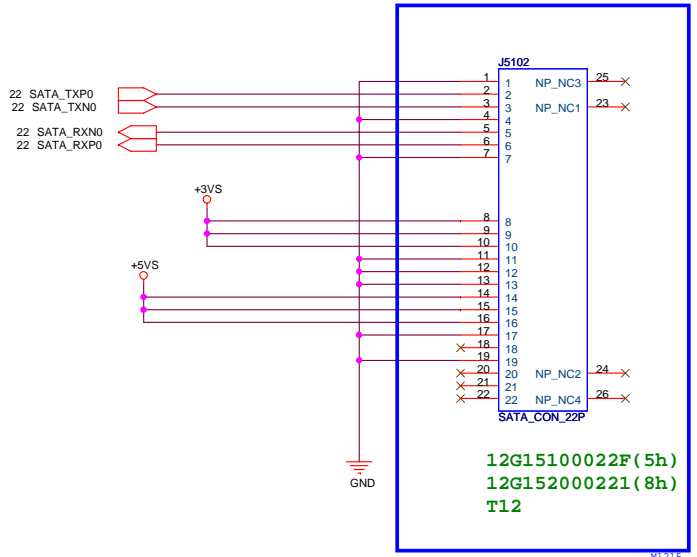 J5102
22 SATA_TXP0
22 SATA_TXN0
22 SATA_RXN0
22 SATA_RXP0
1 1 NP_NC3 25
2 2
3 3 NP_NC1 23
4 4
5 5
6 6
7 7
+3VS
8 8
9 9
10 10
11 11
12 12
13 13
+5VS
14 14
15 15
16 16
17 17
18 18
19 19
20 20 NP_NC2 24
21 21
22 22 NP_NC4 26
SATA_CON_22P
GND
12G15100022F(5h)
12G152000221(8h)
T12